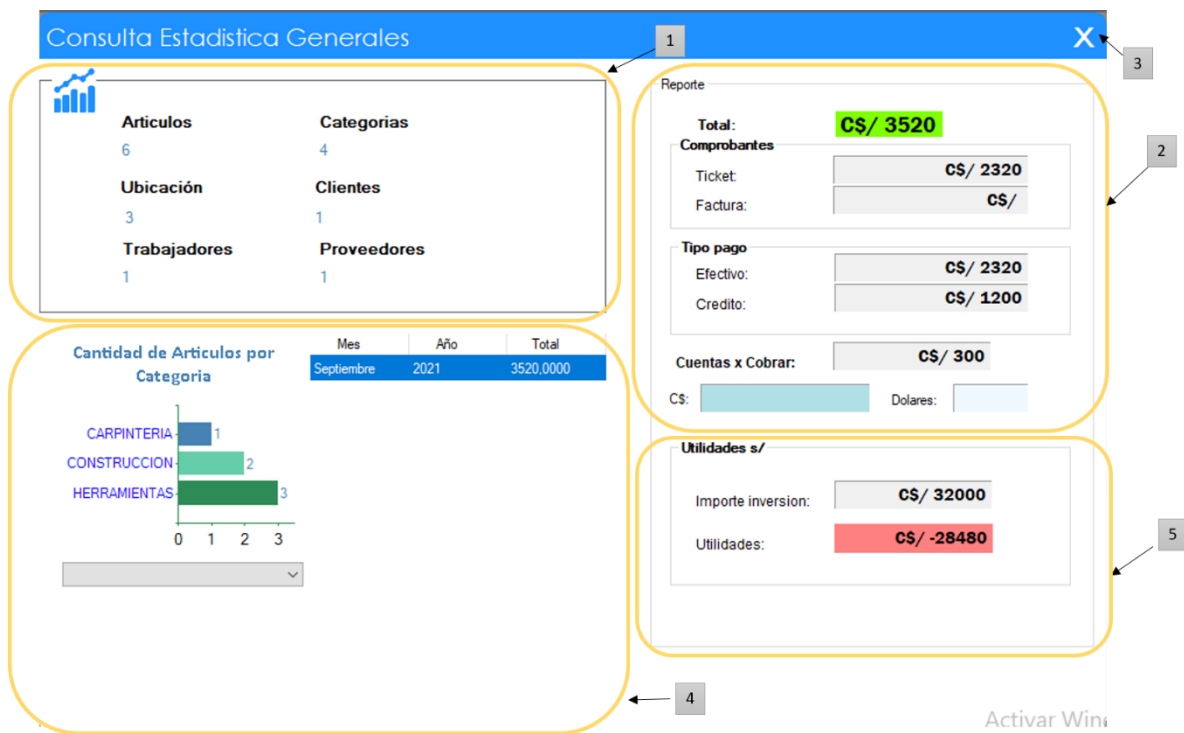 Consulta Estadistica Generales
X
1
3
Articulos
Categorias
6
4
Ubicación
Clientes
3
1
Trabajadores
Proveedores
1
1
Reporte
Total:
C$/ 3520
Comprobantes
Ticket:
C$/ 2320
Factura:
C$/
Tipo pago
Efectivo:
C$/ 2320
Credito:
C$/ 1200
Cuentas x Cobrar:
C$/ 300
C$:
Dolares:
2
Cantidad de Articulos por
Categoria
CARPINTERIA
1
CONSTRUCCION
2
HERRAMIENTAS
3
0 1 2 3
Mes Año Total
Septiembre 2021 3520,0000
4
Utilidades s/
Importe inversion:
C$/ 32000
Utilidades:
C$/ -28480
5
Activar Win